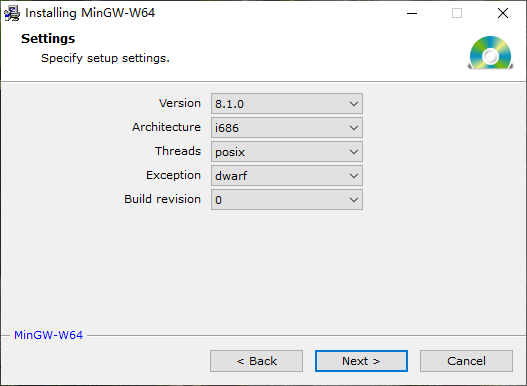 Installing MinGW-W64
Settings
Specify setup settings.
Version 8.1.0
Architecture i686
Threads posix
Exception dwarf
Build revision 0
MinGW-W64
< Back Next > Cancel